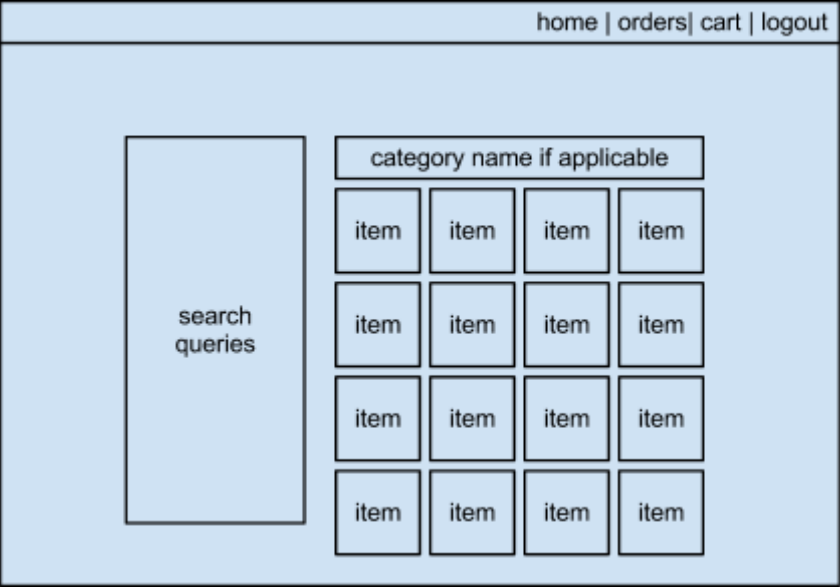 home | orders| cart | logout
category name if applicable
search
queries
item item item item
item item item item
item item item item
item item item item